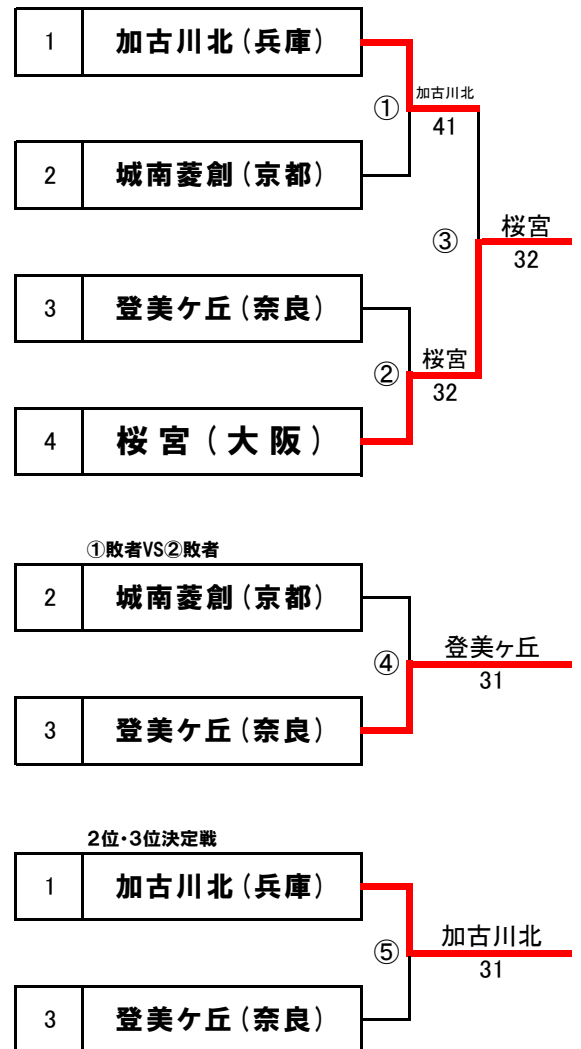 1 加古川北(兵庫)
加古川北
①
41
2 城南菱創(京都)
桜宮
③
32
3 登美ケ丘(奈良)
桜宮
②
32
4 桜宮(大阪)
①敗者VS②敗者
2 城南菱創(京都)
登美ヶ丘
④
31
3 登美ケ丘(奈良)
2位・3位決定戦
1 加古川北(兵庫)
加古川北
⑤
31
3 登美ケ丘(奈良)